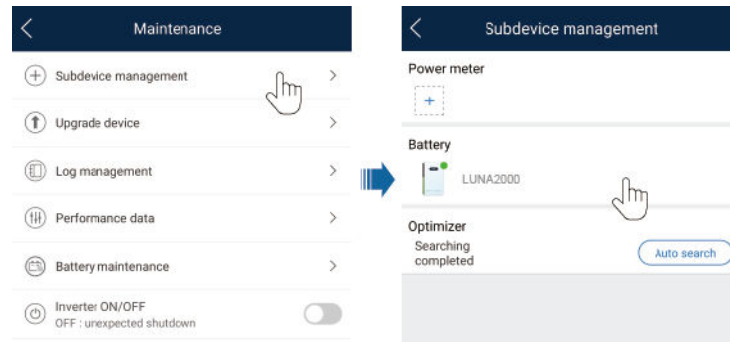 Maintenance
Subdevice management
Upgrade device
Log management
Performance data
Battery maintenance
Inverter ON/OFF
OFF : unexpected shutdown
Subdevice management
Power meter
+
Battery
LUNA2000
Optimizer
Searching
completed
Auto search